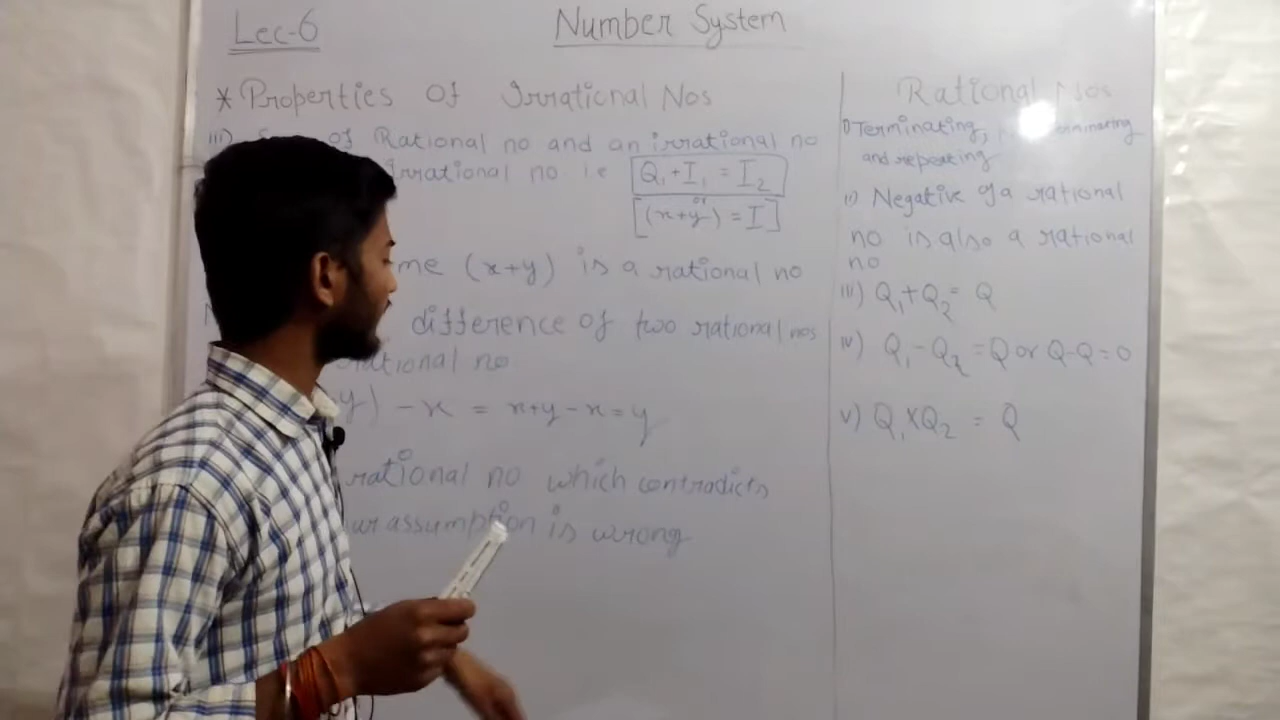 Lec-6
Number System
* Properties Of Irrational Nos
iii) of Rational no and an irrational no
Irrational no i.e Q₁+I₁ = I₂
or
[(x+y) = I]
me (x+y) is a rational no
difference of two rational nos
rational no
y) - x = x+y-x=y
rational no which contradicts
ur assumption is wrong
Rational Nos
i) Terminating,
and repeating
ii) Negative of a rational
no is also a rational
no
iii) Q₁+Q₂= Q
iv) Q₁-Q₂ = Q or Q-Q=0
v) Q₁×Q₂ = Q